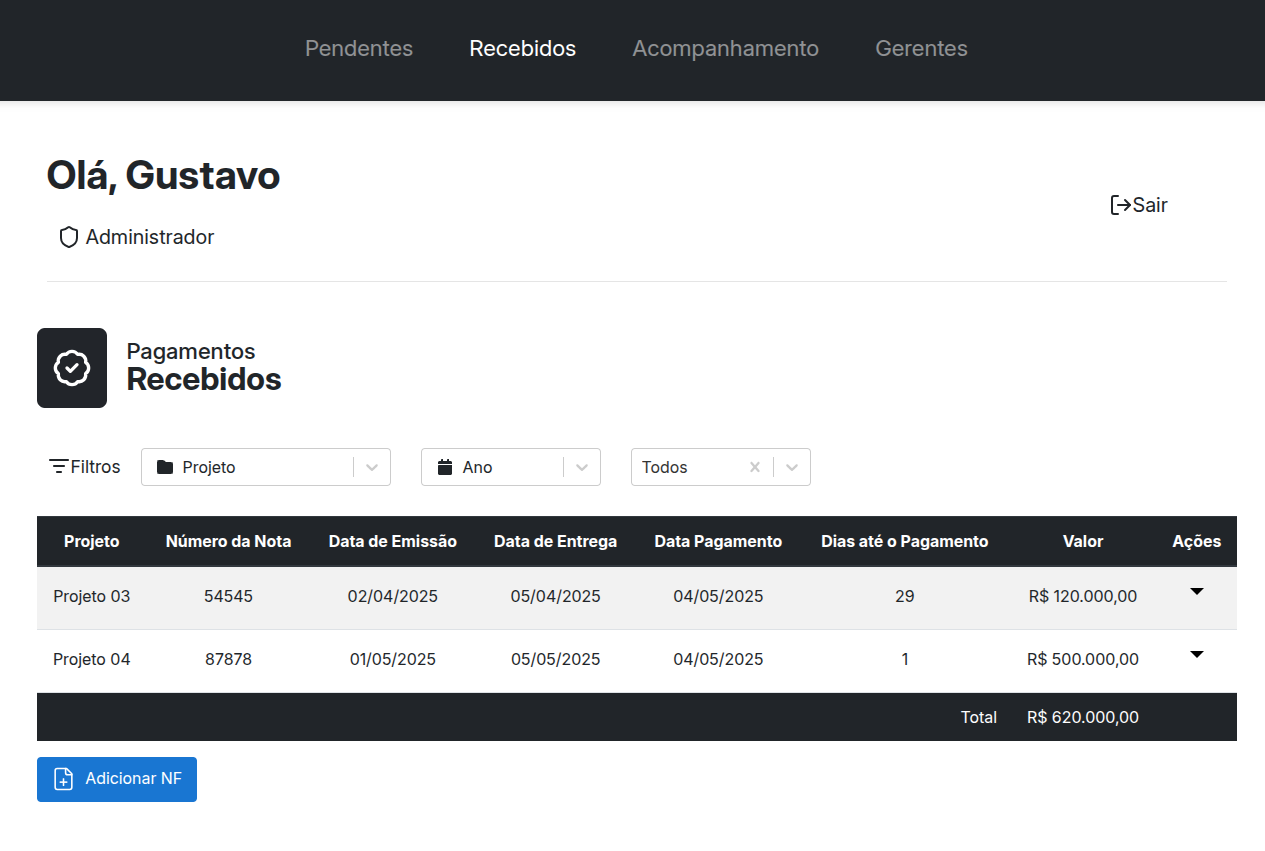 Pendentes Recebidos Acompanhamento Gerentes
Olá, Gustavo
Sair
Administrador
Pagamentos
Recebidos
Filtros Projeto Ano Todos
Projeto Número da Nota Data de Emissão Data de Entrega Data Pagamento Dias até o Pagamento Valor Ações
Projeto 03 54545 02/04/2025 05/04/2025 04/05/2025 29 R$ 120.000,00
Projeto 04 87878 01/05/2025 05/05/2025 04/05/2025 1 R$ 500.000,00
Total R$ 620.000,00
Adicionar NF